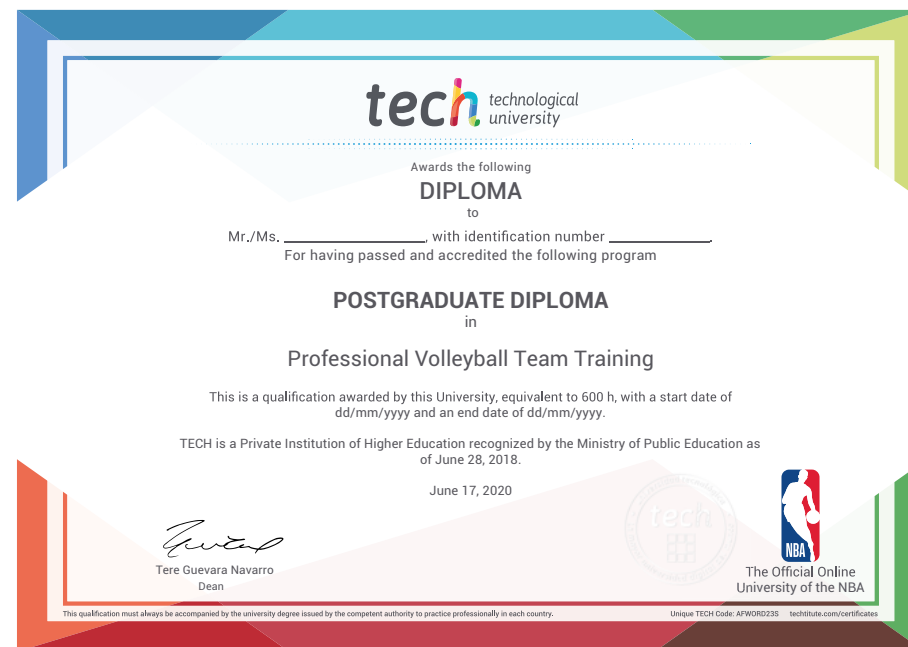 tech technological
university
Awards the following
DIPLOMA
to
Mr./Ms. ____________________, with identification number ______________.
For having passed and accredited the following program
POSTGRADUATE DIPLOMA
in
Professional Volleyball Team Training
This is a qualification awarded by this University, equivalent to 600 h, with a start date of
dd/mm/yyyy and an end date of dd/mm/yyyy.
TECH is a Private Institution of Higher Education recognized by the Ministry of Public Education as
of June 28, 2018.
June 17, 2020
tech
NBA
Tere Guevara Navarro
Dean
The Official Online
University of the NBA
This qualification must always be accompanied by the university degree issued by the competent authority to practice professionally in each country.
Unique TECH Code: AFWORD23S techtitute.com/certificates